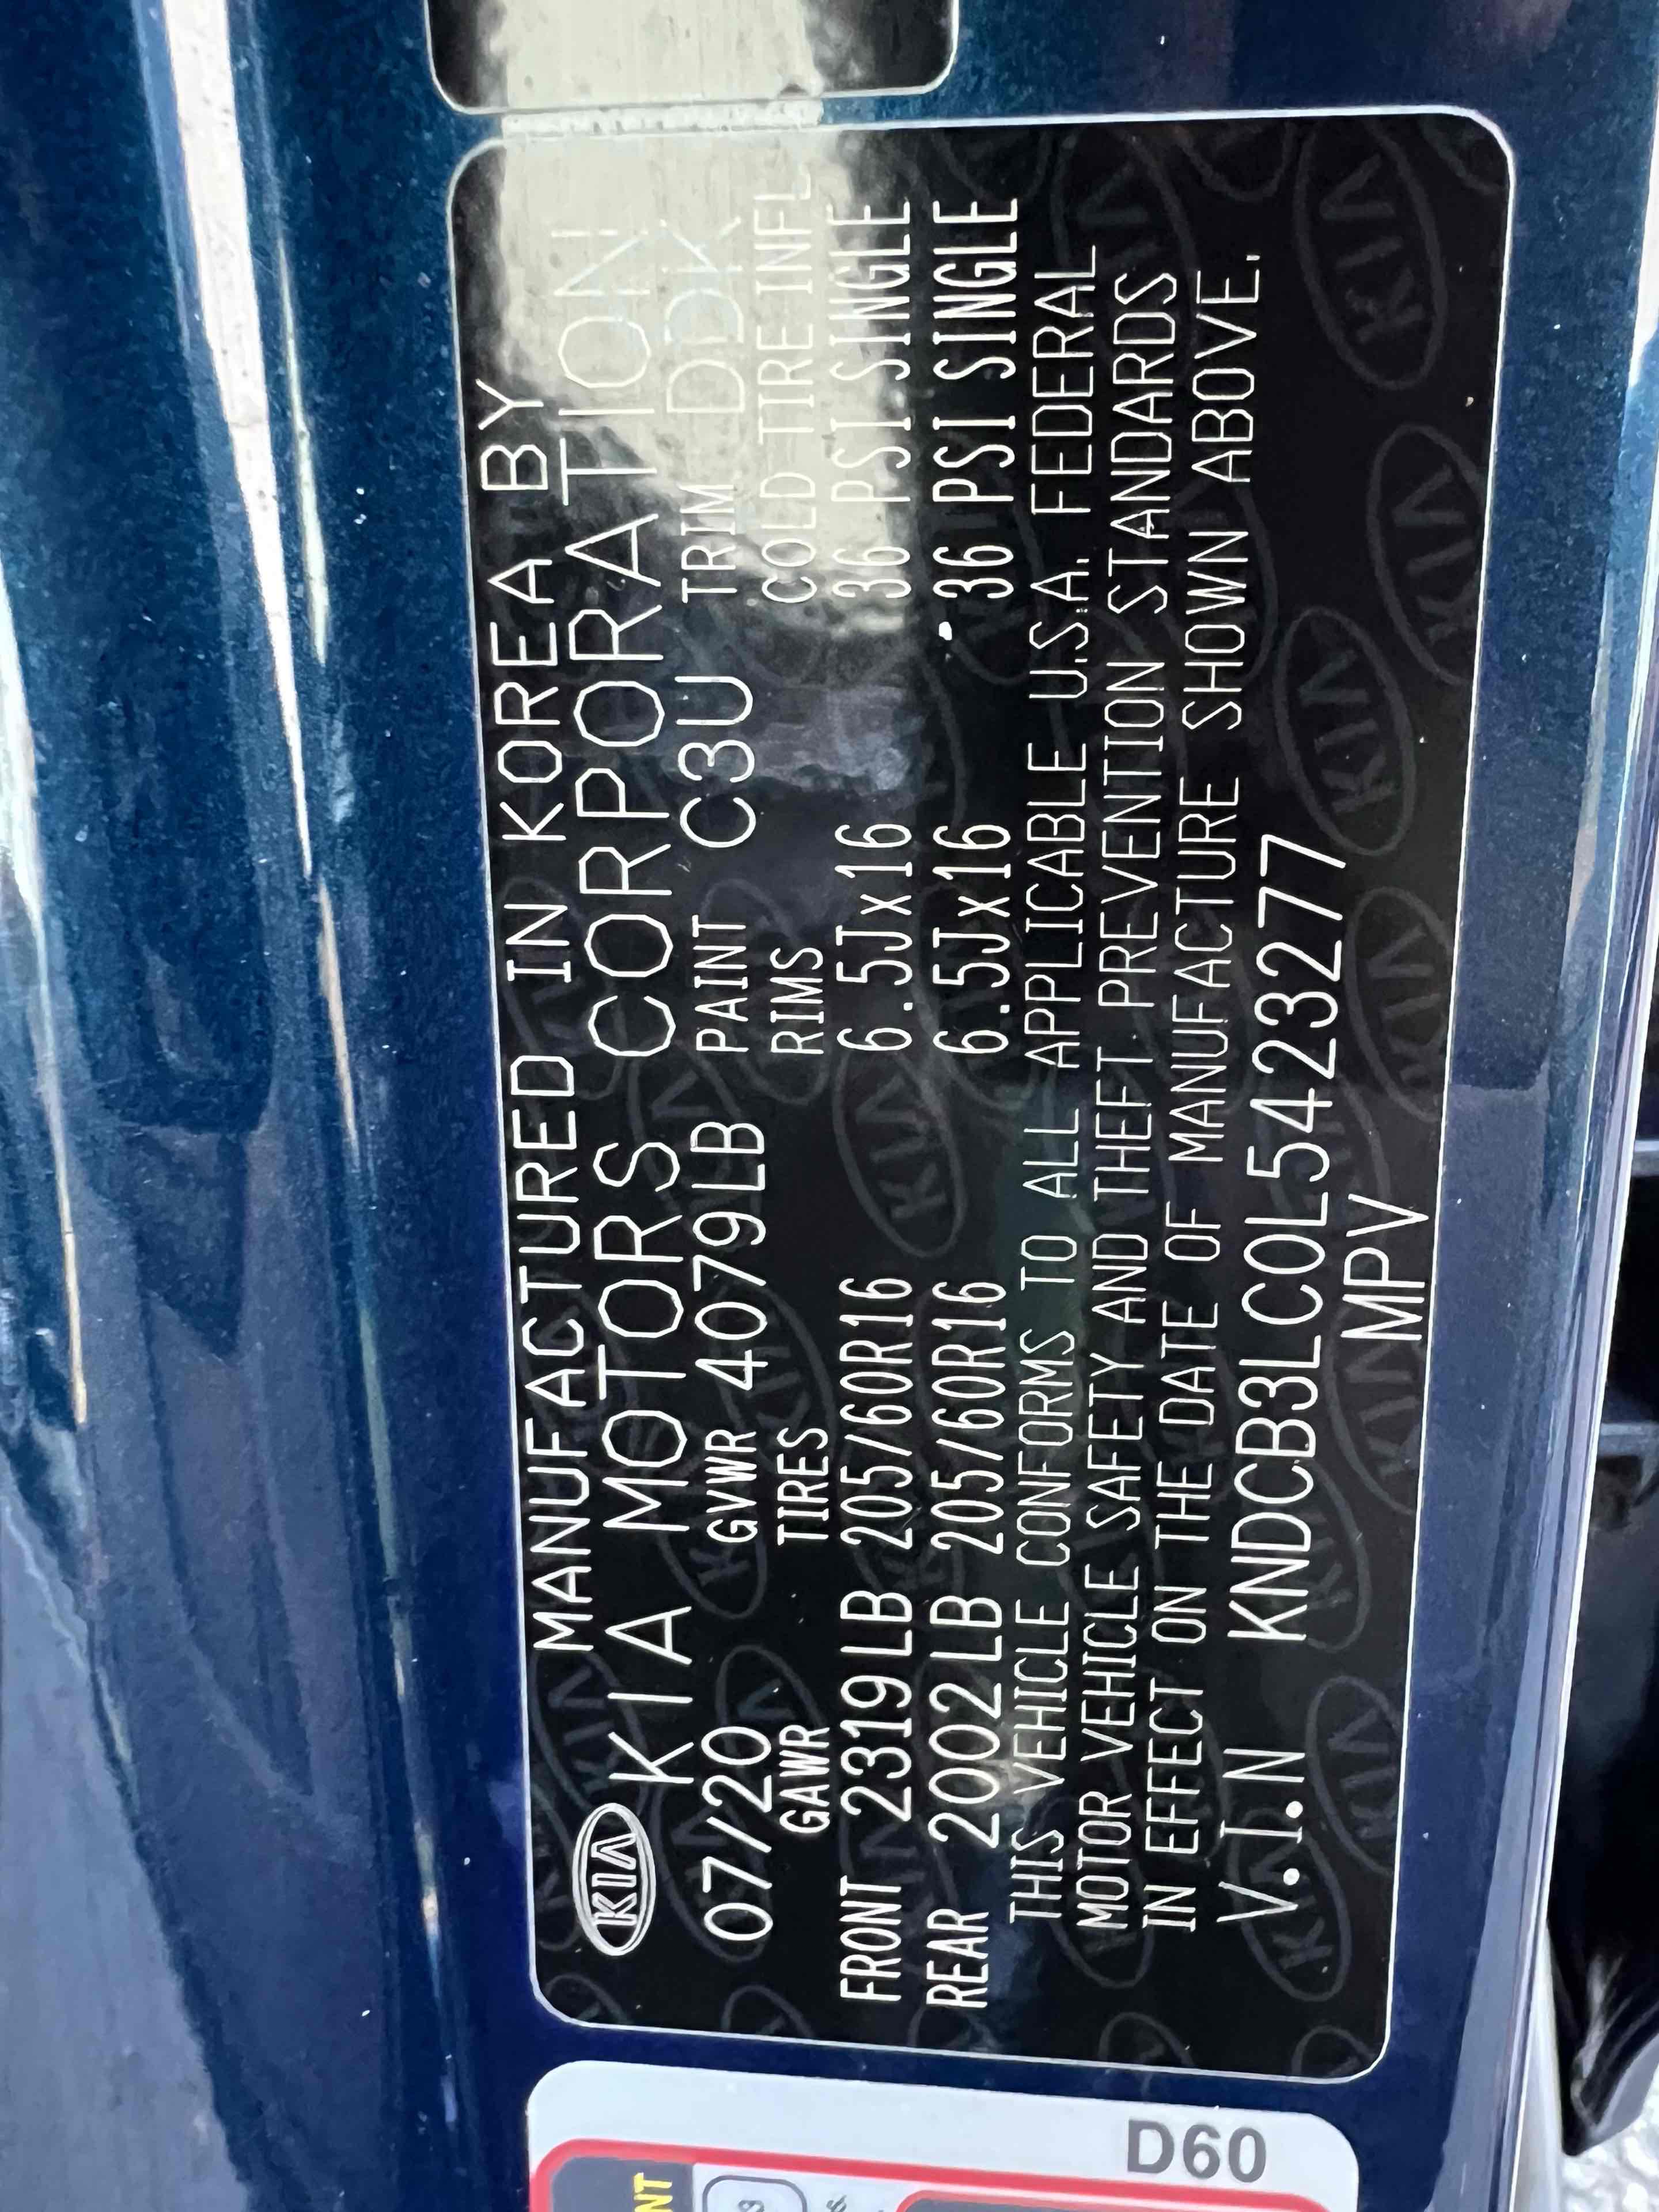 KIA
MANUFACTURED IN KOREA BY
KIA MOTORS CORPORATION
07/20 GVWR 4079LB PAINT C3U TRIM DDK
GAWR TIRES RIMS COLD TIRE INFL
FRONT 2319LB 205/60R16 6.5Jx16 36 PSI SINGLE
REAR 2002LB 205/60R16 6.5Jx16 36 PSI SINGLE
THIS VEHICLE CONFORMS TO ALL APPLICABLE U.S.A. FEDERAL
MOTOR VEHICLE SAFETY AND THEFT PREVENTION STANDARDS
IN EFFECT ON THE DATE OF MANUFACTURE SHOWN ABOVE.
V.I.N KNDCB3LC0L5423277
MPV
D60